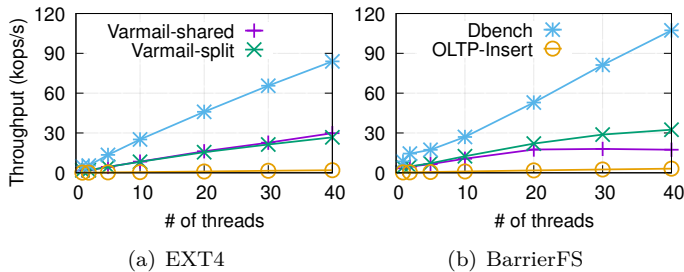 Throughput (kops/s)
120
90
60
30
0
Varmail-shared
Varmail-split
0 10 20 30 40
# of threads
(a) EXT4
120
90
60
30
0
Dbench
OLTP-Insert
0 10 20 30 40
# of threads
(b) BarrierFS